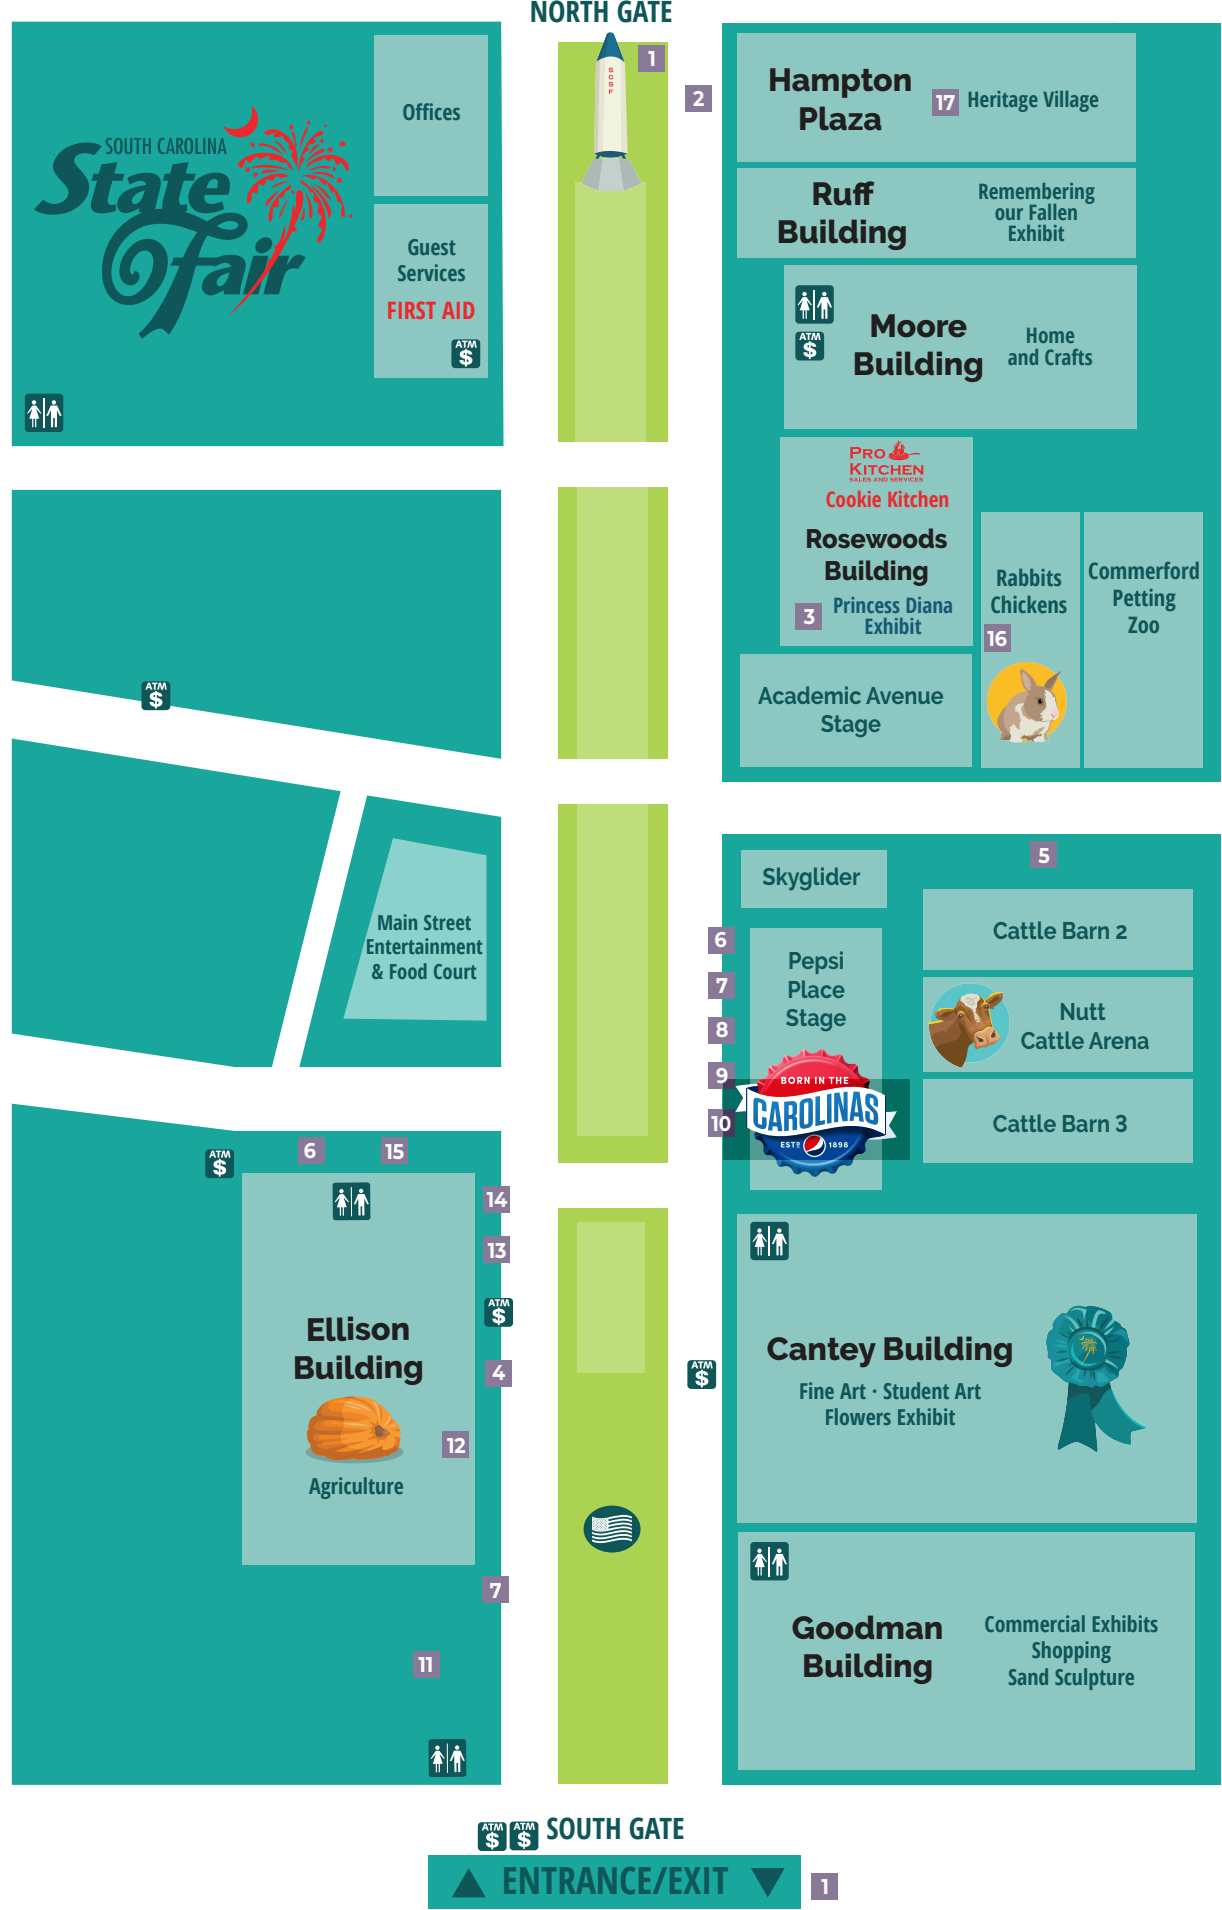 NORTH GATE
1
SCSF
2
SOUTH CAROLINA
State
Fair
Offices
Guest
Services
FIRST AID
ATM
$
Hampton
Plaza
17 Heritage Village
Ruff
Building
Remembering
our Fallen
Exhibit
ATM
$
Moore
Building
Home
and Crafts
PRO
KITCHEN
SALES AND SERVICES
Cookie Kitchen
Rosewoods
Building
3
Princess Diana
Exhibit
Rabbits
Chickens
16
Commerford
Petting
Zoo
Academic Avenue
Stage
ATM
$
Main Street
Entertainment
& Food Court
Skyglider
5
Cattle Barn 2
Nutt
Cattle Arena
Cattle Barn 3
6
7
8
9
10
Pepsi
Place
Stage
BORN IN THE
CAROLINAS
ESTD 1898
ATM
$
6
15
14
13
ATM
$
4
Ellison
Building
12
Agriculture
7
11
ATM
$
Cantey Building
Fine Art · Student Art
Flowers Exhibit
Goodman
Building
Commercial Exhibits
Shopping
Sand Sculpture
ATM
$
ATM
$
SOUTH GATE
ENTRANCE/EXIT
1